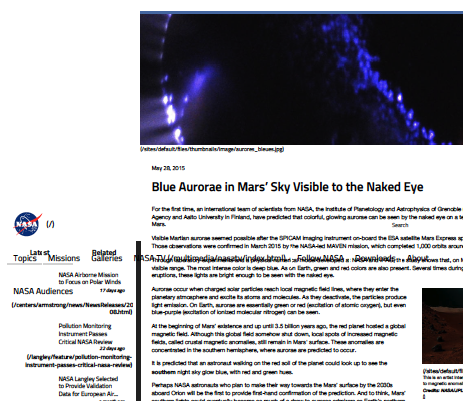 (/sites/default/files/thumbnails/image/aurores_bleues.jpg)
May 28, 2015
Blue Aurorae in Mars' Sky Visible to the Naked Eye
For the first time, an international team of scientists from NASA, the Institute of Planetology and Astrophysics of Grenoble
Agency and Aalto University in Finland, have predicted that colorful, glowing aurorae can be seen by the naked eye on a te
Mars.
Search
(/)
Visible Martian aurorae seemed possible after the SPICAM imaging instrument on-board the ESA satellite Mars Express sp
Those observations were confirmed in March 2015 by the NASA-led MAVEN mission, which completed 1,000 orbits aroun
Latest
Related
Topics Missions Galleries NASA TV (/multimedia/nasatv/index.html) Follow NASA Downloads About
visible range. The most intense color is deep blue. As on Earth, green and red colors are also present. Several times during
eruptions, these lights are bright enough to be seen with the naked eye.
NASA Airborne Mission
to Focus on Polar Winds
17 days ago
NASA Audiences
(/centers/armstrong/news/NewsReleases/20
08.html)
Aurorae occur when charged solar particles reach local magnetic field lines, where they enter the
planetary atmosphere and excite its atoms and molecules. As they deactivate, the particles produce
light emission. On Earth, aurorae are essentially green or red (excitation of atomic oxygen), but even
blue-purple (excitation of ionized molecular nitrogen) can be seen.
Pollution Monitoring
Instrument Passes
Critical NASA Review
22 days ago
(/langley/feature/pollution-monitoring-
instrument-passes-critical-nasa-review)
At the beginning of Mars' existence and up until 3.5 billion years ago, the red planet hosted a global
magnetic field. Although this global field somehow shut down, local spots of increased magnetic
fields, called crustal magnetic anomalies, still remain in Mars' surface. These anomalies are
concentrated in the southern hemisphere, where aurorae are predicted to occur.
It is predicted that an astronaut walking on the red soil of the planet could look up to see the
southern night sky glow blue, with red and green hues.
NASA Langley Selected
to Provide Validation
Data for European Air...
Perhaps NASA astronauts who plan to make their way towards the Mars' surface by the 2030s
aboard Orion will be the first to provide first-hand confirmation of the prediction. And to think, Mars'
(/sites/defau
This is an artist
to magnetic anomal
Credits: NASA/JPL